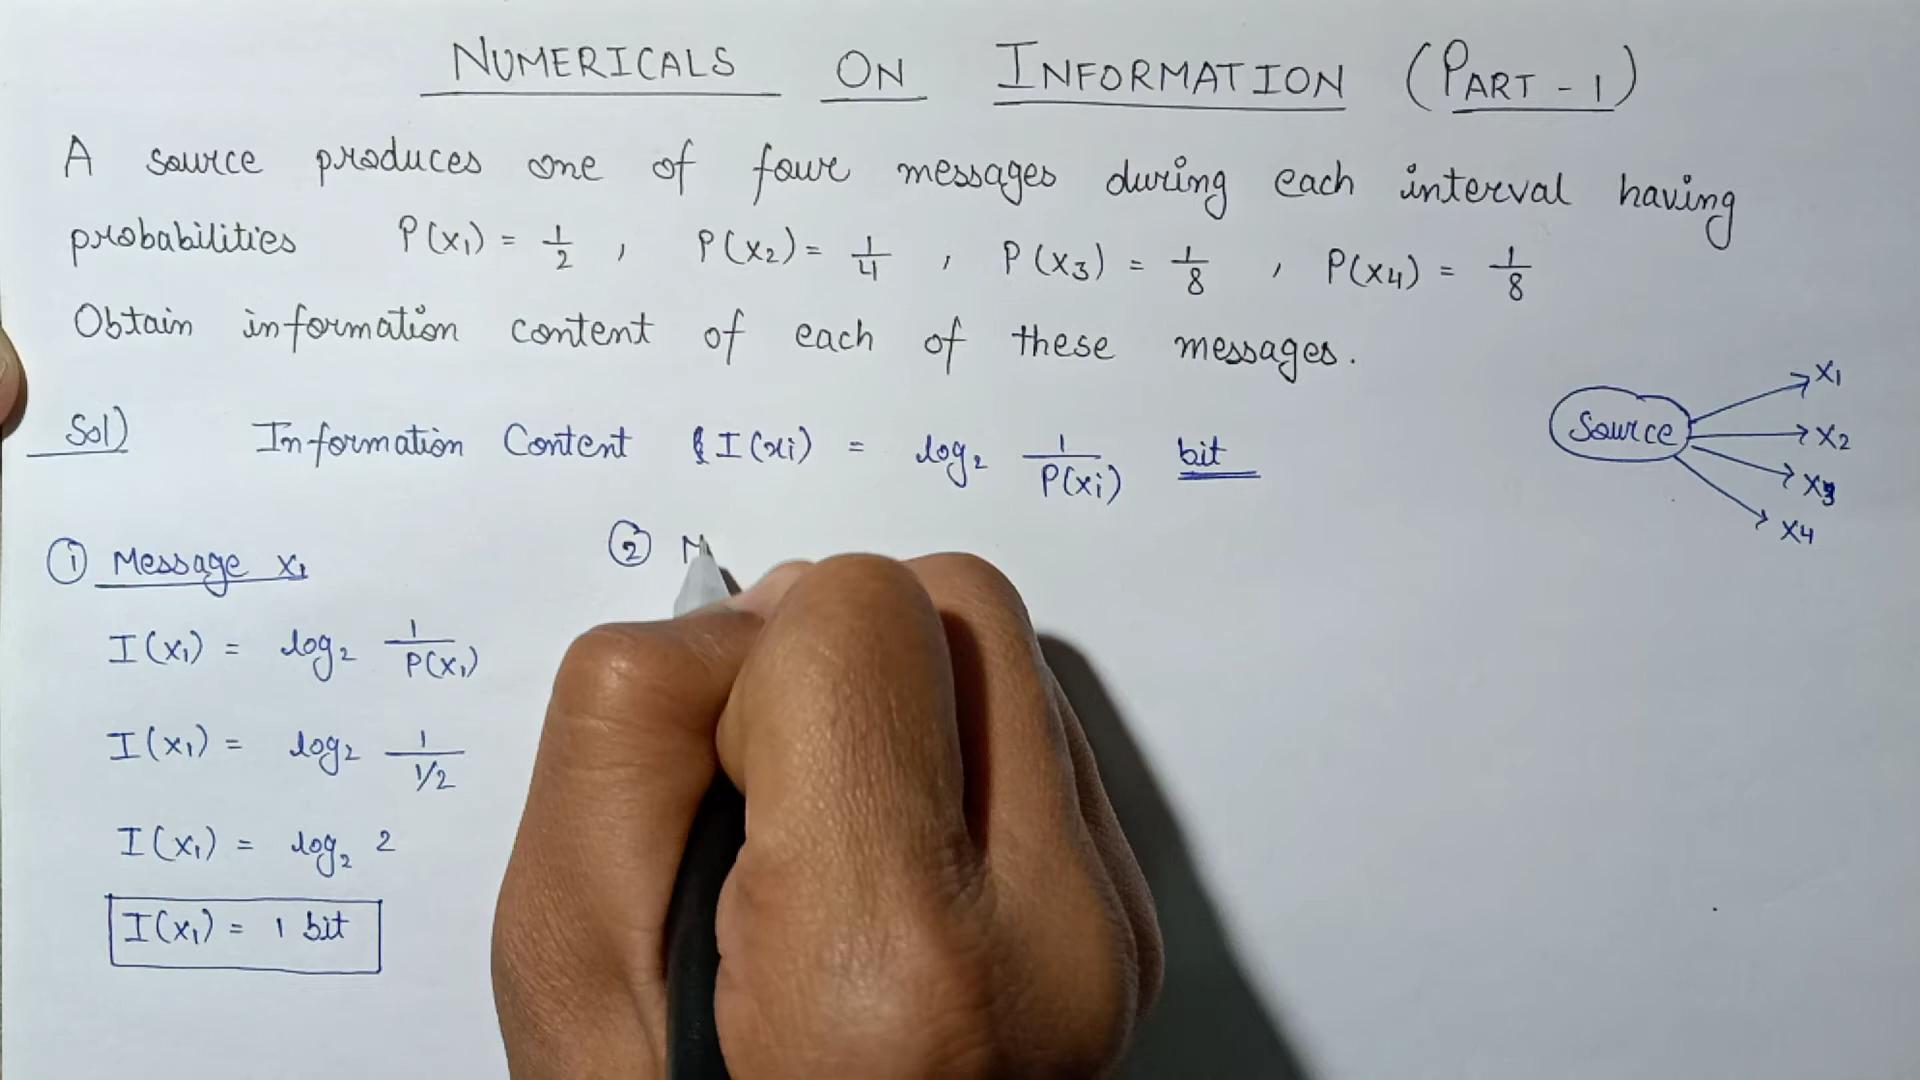 NUMERICALS ON INFORMATION (PART - 1)
A source produces one of four messages during each interval having
probabilities P(x1) = 1/2 , P(x2) = 1/4 , P(x3) = 1/8 , P(x4) = 1/8
Obtain information content of each of these messages.
Sol) Information Content I(xi) = log2 1/P(xi) bit
Source
x1
x2
x3
x4
① Message x1
I(x1) = log2 1/P(x1)
I(x1) = log2 1/(1/2)
I(x1) = log2 2
I(x1) = 1 bit
② M